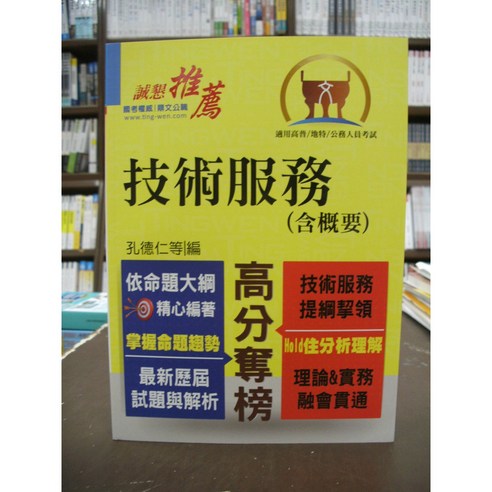 誠懇推薦
國考權威|鼎文公職
www.ting-wen.com
適用高普/地特/公務人員考試
技術服務
(含概要)
孔德仁等|編
依命題大綱
精心編著
掌握命題趨勢
最新歷屆
試題與解析
高分奪榜
技術服務
提綱挈領
Hold住分析理解
理論&實務
融會貫通